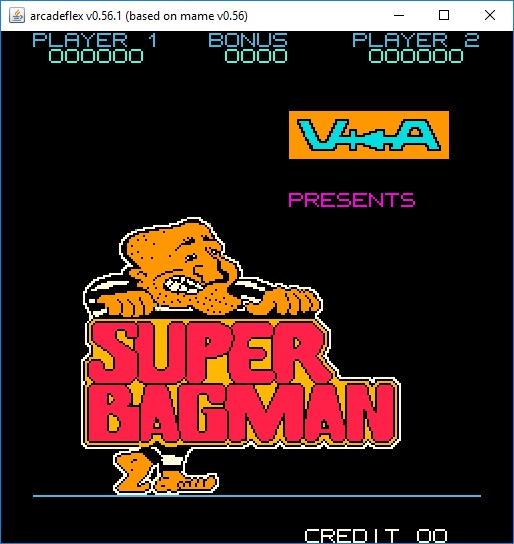 arcadeflex v0.56.1 (based on mame v0.56)
PLAYER 1 BONUS PLAYER 2
000000 0000 000000
V A
PRESENTS
SUPER
BAGMAN
CREDIT 00